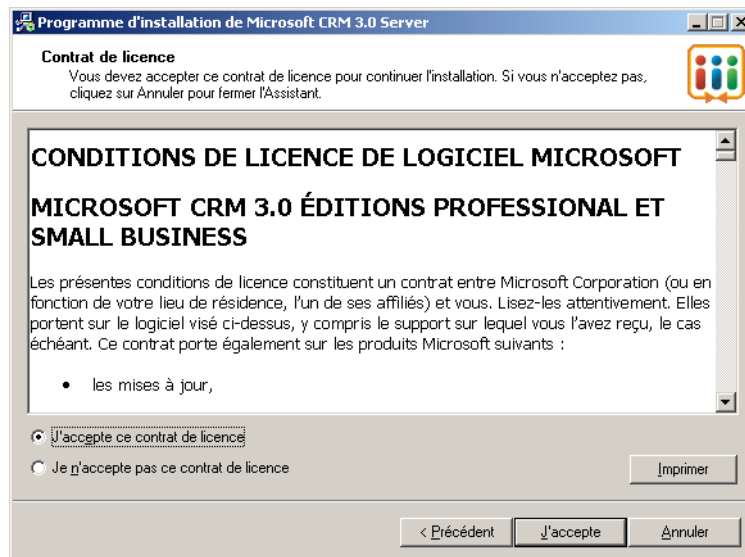 Programme d'installation de Microsoft CRM 3.0 Server
Contrat de licence
Vous devez accepter ce contrat de licence pour continuer l'installation. Si vous n'acceptez pas,
cliquez sur Annuler pour fermer l'Assistant.
CONDITIONS DE LICENCE DE LOGICIEL MICROSOFT
MICROSOFT CRM 3.0 ÉDITIONS PROFESSIONAL ET
SMALL BUSINESS
Les présentes conditions de licence constituent un contrat entre Microsoft Corporation (ou en
fonction de votre lieu de résidence, l’un de ses affiliés) et vous. Lisez-les attentivement. Elles
portent sur le logiciel visé ci-dessus, y compris le support sur lequel vous l’avez reçu, le cas
échéant. Ce contrat porte également sur les produits Microsoft suivants :
• les mises à jour,
J'accepte ce contrat de licence
Je n'accepte pas ce contrat de licence
Imprimer
< Précédent
J'accepte
Annuler